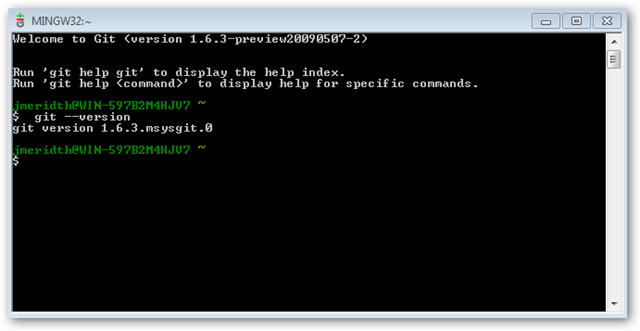 MINGW32:~
Welcome to Git (version 1.6.3-preview20090507-2)
Run 'git help git' to display the help index.
Run 'git help <command>' to display help for specific commands.
jmeridth@WIN-597B2M4HJV7 ~
$  git --version
git version 1.6.3.msysgit.0
jmeridth@WIN-597B2M4HJV7 ~
$